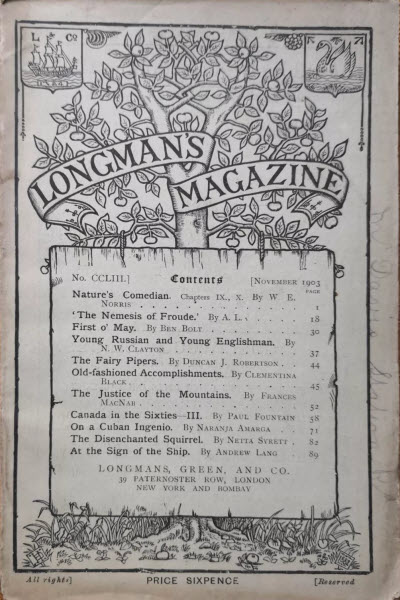 L Co
LONGMAN'S
MAGAZINE
No. CCLIII.] Contents [NOVEMBER 1903
PAGE
Nature's Comedian. Chapters IX., X. By W. E.
NORRIS . . . . . . . . . 1
'The Nemesis of Froude.' By A. L. . . . 18
First o' May. By BEN BOLT . . . . . 30
Young Russian and Young Englishman. By
N. W. CLAYTON . . . . . . . 37
The Fairy Pipers. By DUNCAN J. ROBERTSON . . 44
Old-fashioned Accomplishments. By CLEMENTINA
BLACK . . . . . . . . . 45
The Justice of the Mountains. By FRANCES
MACNAB . . . . . . . . . 52
Canada in the Sixties—III. By PAUL FOUNTAIN 58
On a Cuban Ingenio. By NARANJA AMARGA . . 71
The Disenchanted Squirrel. By NETTA SYRETT . 82
At the Sign of the Ship. By ANDREW LANG . 89
LONGMANS, GREEN, AND CO.
39 PATERNOSTER ROW, LONDON
NEW YORK AND BOMBAY
All rights] PRICE SIXPENCE [Reserved